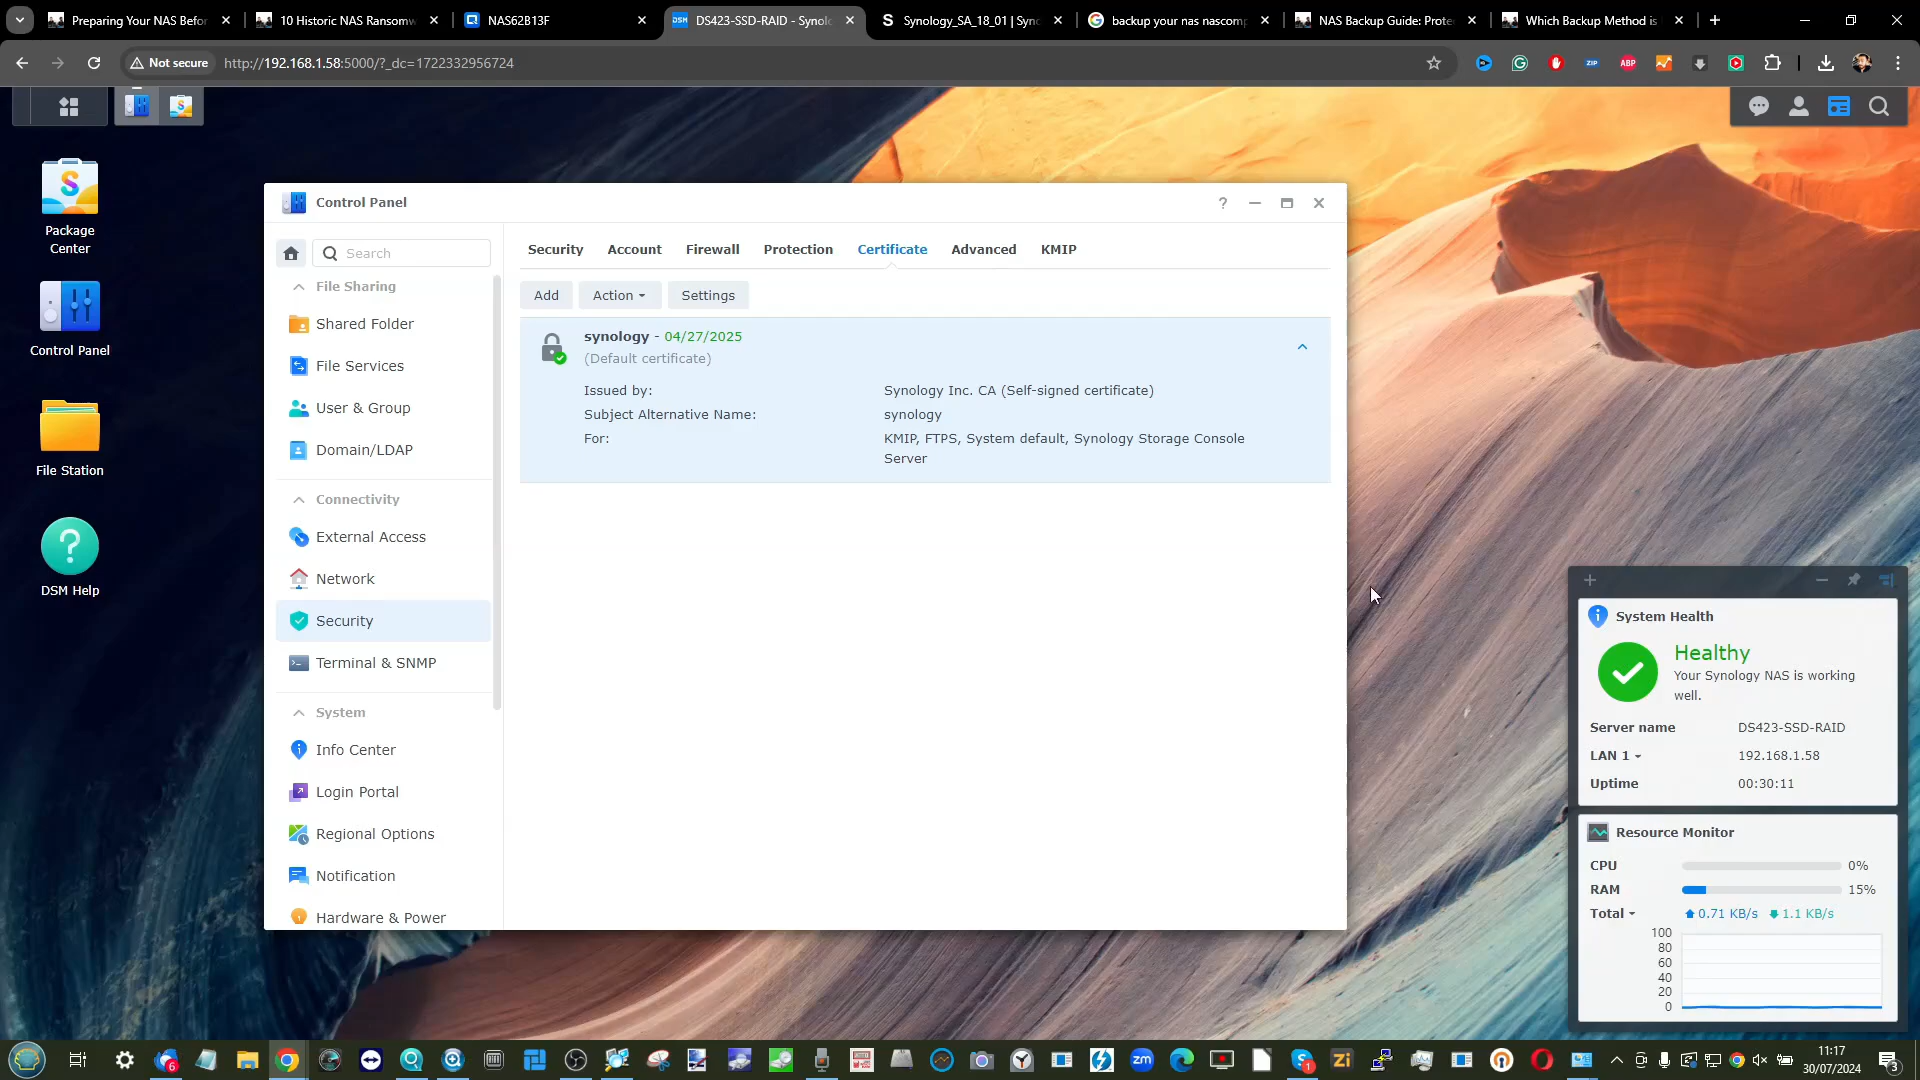 Preparing Your NAS Befor
10 Historic NAS Ransomw
NAS62B13F
DS423-SSD-RAID - Synolo
Synology_SA_18_01 | Sync
backup your nas nascomp
NAS Backup Guide: Prote
Which Backup Method is
Not secure
http://192.168.1.58:5000/?_dc=1722332956724
ZIP
ABP
Package
Center
Control Panel
File Station
DSM Help
Control Panel
Search
File Sharing
Shared Folder
File Services
User & Group
Domain/LDAP
Connectivity
External Access
Network
Security
Terminal & SNMP
System
Info Center
Login Portal
Regional Options
Notification
Hardware & Power
Security Account Firewall Protection Certificate Advanced KMIP
Add Action Settings
synology - 04/27/2025
(Default certificate)
Issued by: Synology Inc. CA (Self-signed certificate)
Subject Alternative Name: synology
For: KMIP, FTPS, System default, Synology Storage Console
Server
System Health
Healthy
Your Synology NAS is working
well.
Server name DS423-SSD-RAID
LAN 1 192.168.1.58
Uptime 00:30:11
Resource Monitor
CPU 0%
RAM 15%
Total 0.71 KB/s 1.1 KB/s
100
80
60
40
20
0
6
zm
1
Zi
11:17
30/07/2024
3